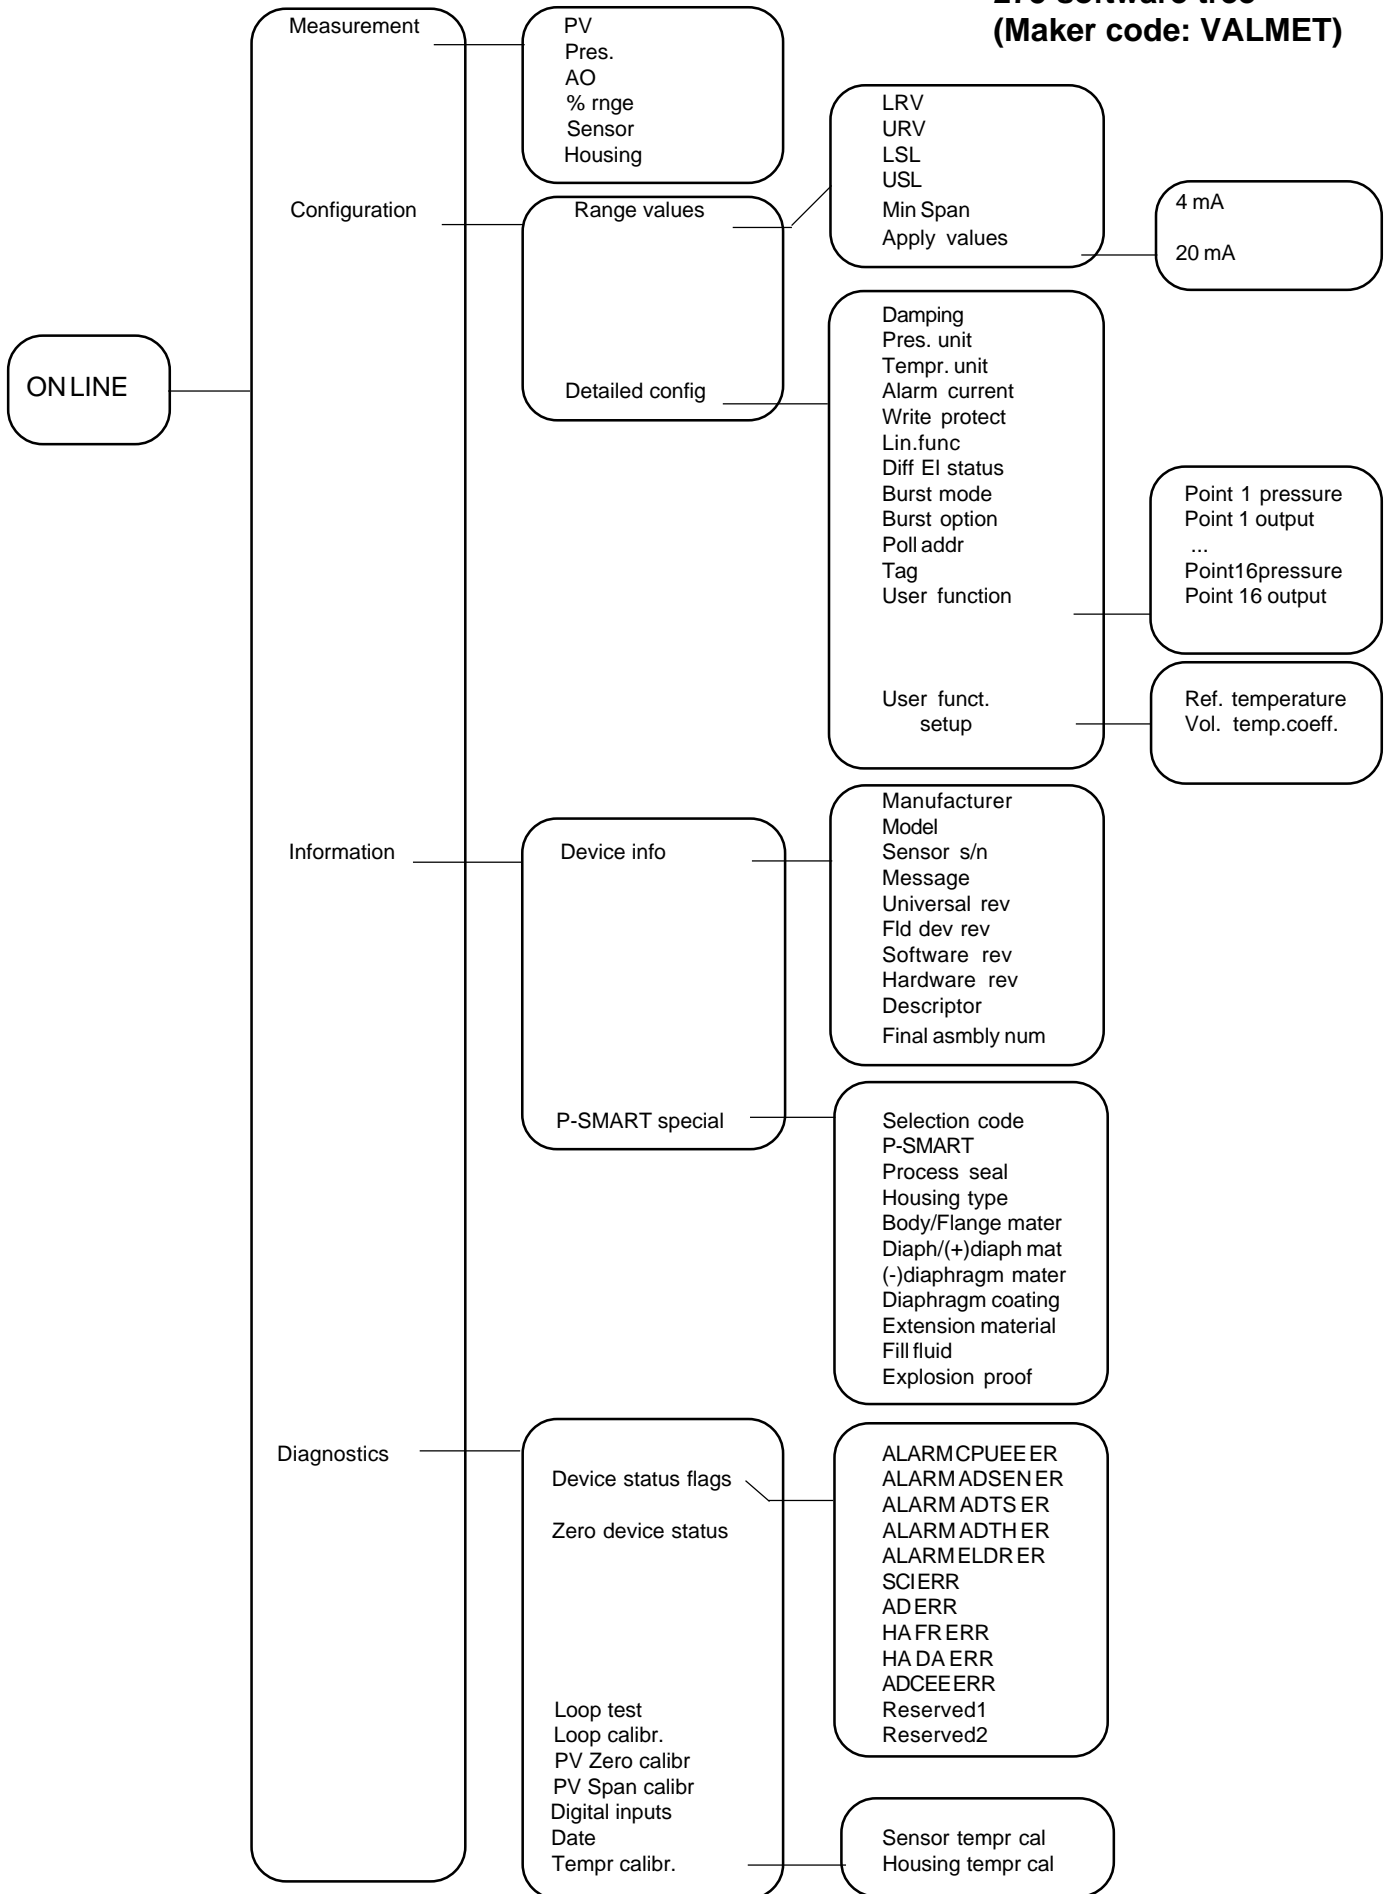 (Maker code: VALMET)
ONLINE
Measurement
PV
Pres.
AO
% rnge
Sensor
Housing
Configuration
Range values
LRV
URV
LSL
USL
Min Span
Apply values
4 mA
20 mA
Detailed config
Damping
Pres. unit
Tempr. unit
Alarm current
Write protect
Lin.func
Diff EI status
Burst mode
Burst option
Poll addr
Tag
User function
Point 1 pressure
Point 1 output
...
Point16pressure
Point 16 output
User funct.
setup
Ref. temperature
Vol. temp.coeff.
Information
Device info
Manufacturer
Model
Sensor s/n
Message
Universal rev
Fld dev rev
Software rev
Hardware rev
Descriptor
Final asmbly num
P-SMART special
Selection code
P-SMART
Process seal
Housing type
Body/Flange mater
Diaph/(+)diaph mat
(-)diaphragm mater
Diaphragm coating
Extension material
Fill fluid
Explosion proof
Diagnostics
Device status flags
ALARM CPUEE ER
ALARM ADSEN ER
ALARM ADTS ER
ALARM ADTH ER
ALARM ELDR ER
SCI ERR
AD ERR
HA FR ERR
HA DA ERR
ADCEE ERR
Reserved1
Reserved2
Zero device status
Loop test
Loop calibr.
PV Zero calibr
PV Span calibr
Digital inputs
Date
Tempr calibr.
Sensor tempr cal
Housing tempr cal